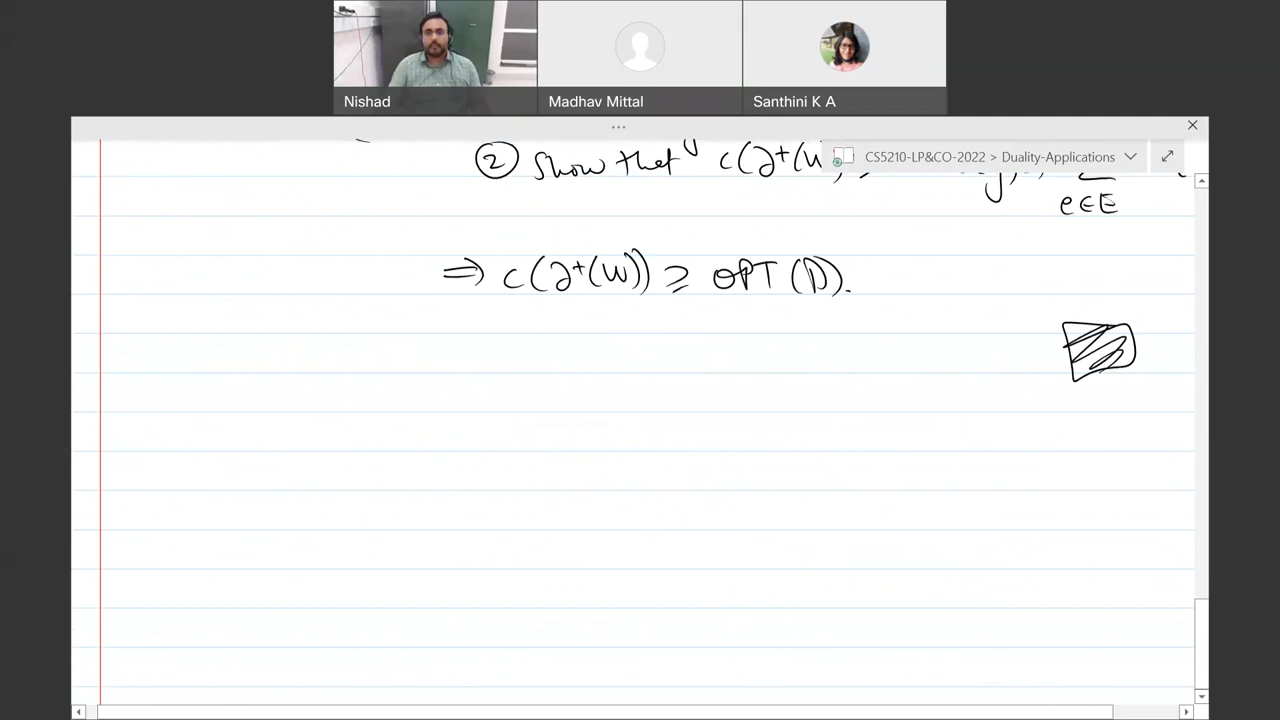 Nishad
Madhav Mittal
Santhini K A
CS5210-LP&CO-2022 > Duality-Applications
② Show that c(∂⁺(W
e∈E
⇒ c(∂⁺(W)) ≥ OPT(D).